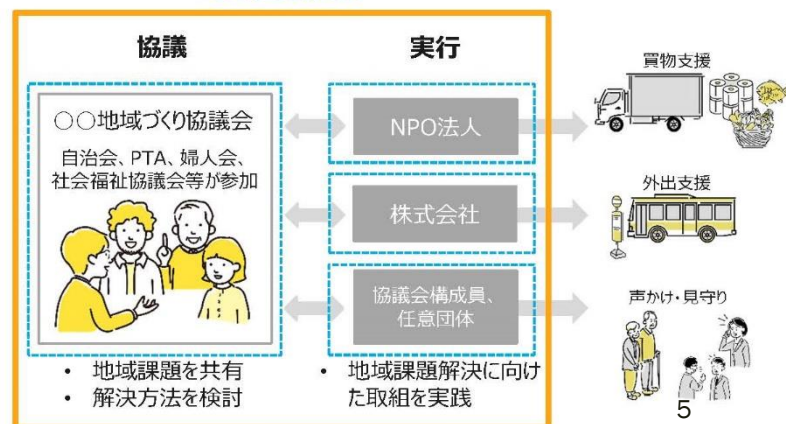 協議
〇〇地域づくり協議会
自治会、PTA、婦人会、
社会福祉協議会等が参加
• 地域課題を共有
• 解決方法を検討
実行
NPO法人
株式会社
協議会構成員、
任意団体
• 地域課題解決に向け
た取組を実践
買物支援
外出支援
声かけ・見守り
5